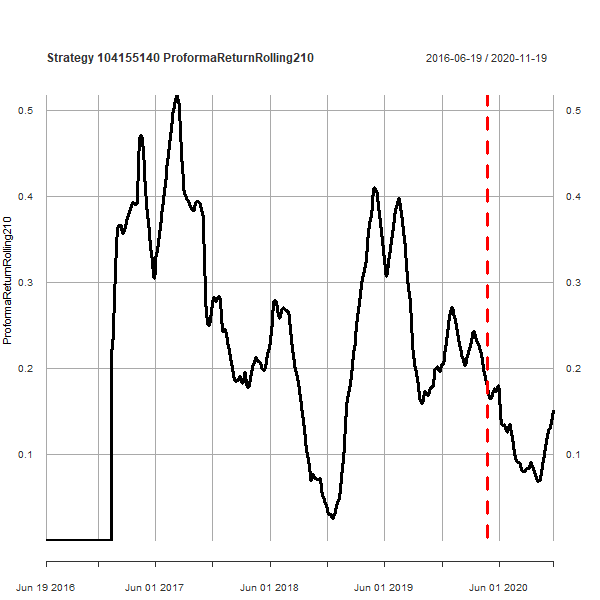 Strategy 104155140 ProformaReturnRolling210
2016-06-19 / 2020-11-19
ProformaReturnRolling210
0.5
0.4
0.3
0.2
0.1
0.5
0.4
0.3
0.2
0.1
Jun 19 2016
Jun 01 2017
Jun 01 2018
Jun 01 2019
Jun 01 2020